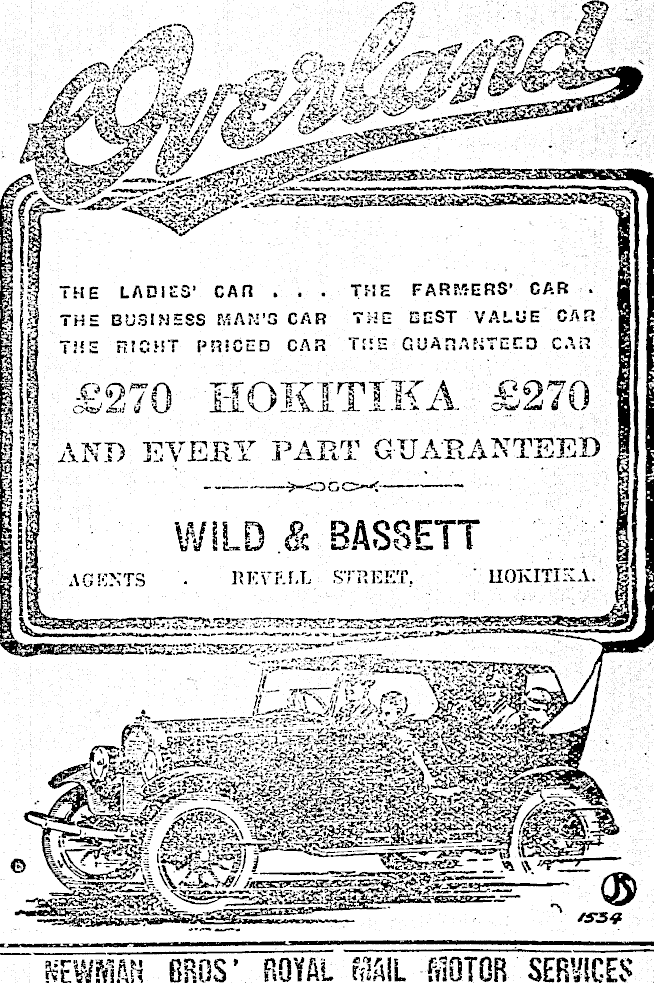 Overland
THE LADIES' CAR . . . THE FARMERS' CAR .
THE BUSINESS MAN'S CAR THE BEST VALUE CAR
THE RIGHT PRICED CAR THE GUARANTEED CAR
£270 HOKITIKA £270
AND EVERY PART GUARANTEED
WILD & BASSETT
AGENTS . REVELL STREET, HOKITIKA.
JS
1534
NEWMAN BROS' ROYAL MAIL MOTOR SERVICES